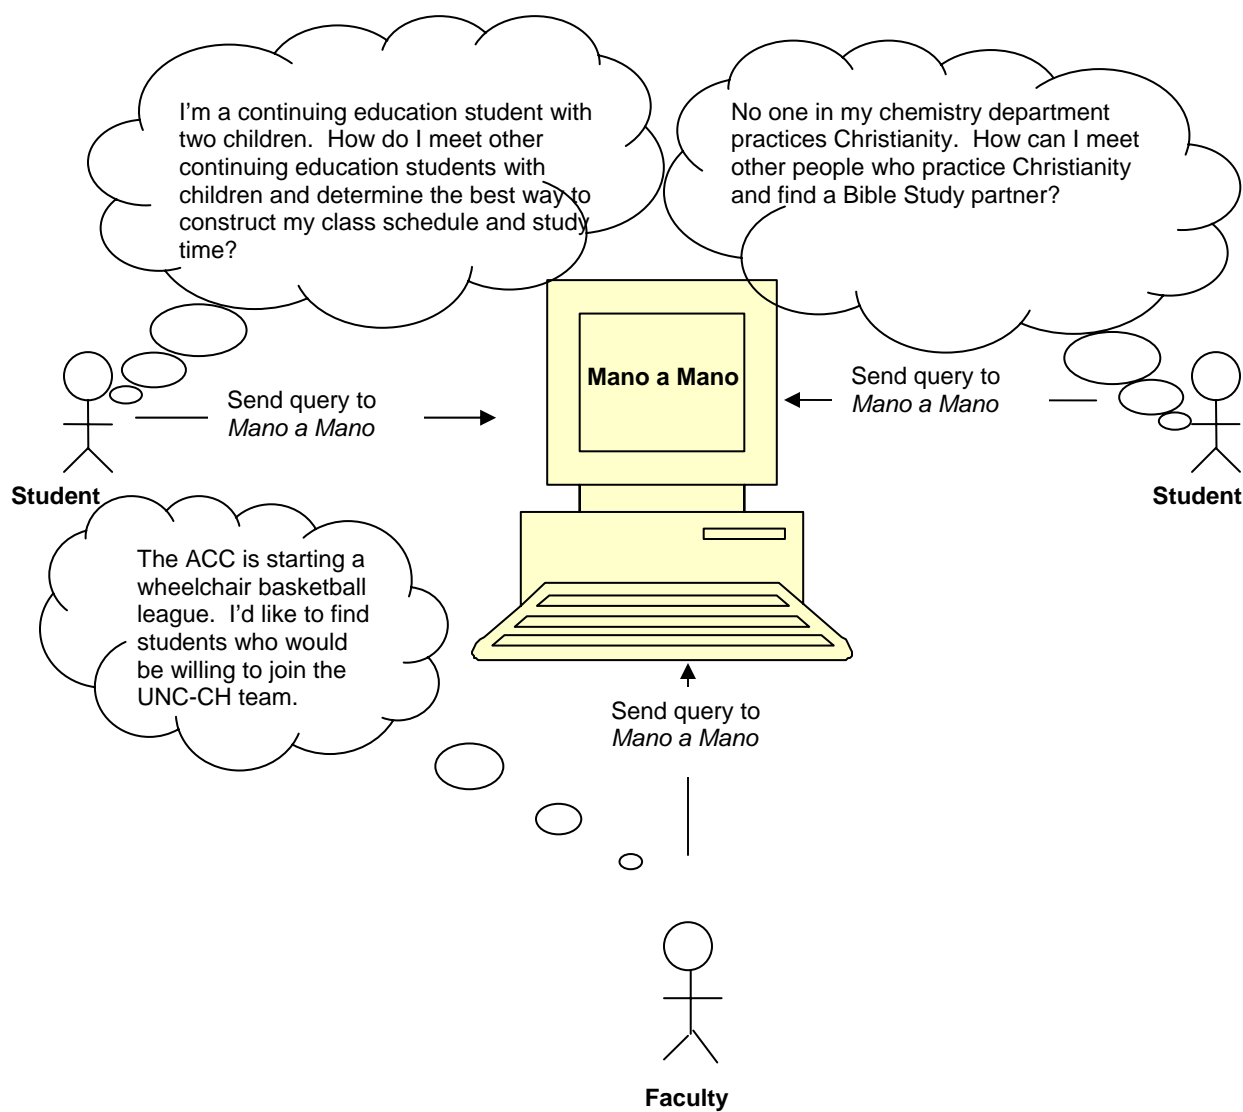 I'm a continuing education student with
two children.  How do I meet other
continuing education students with
children and determine the best way to
construct my class schedule and study
time?
No one in my chemistry department
practices Christianity.  How can I meet
other people who practice Christianity
and find a Bible Study partner?
Mano a Mano
Send query to
Mano a Mano
Send query to
Mano a Mano
Student
Student
The ACC is starting a
wheelchair basketball
league.  I'd like to find
students who would
be willing to join the
UNC-CH team.
Send query to
Mano a Mano
Faculty